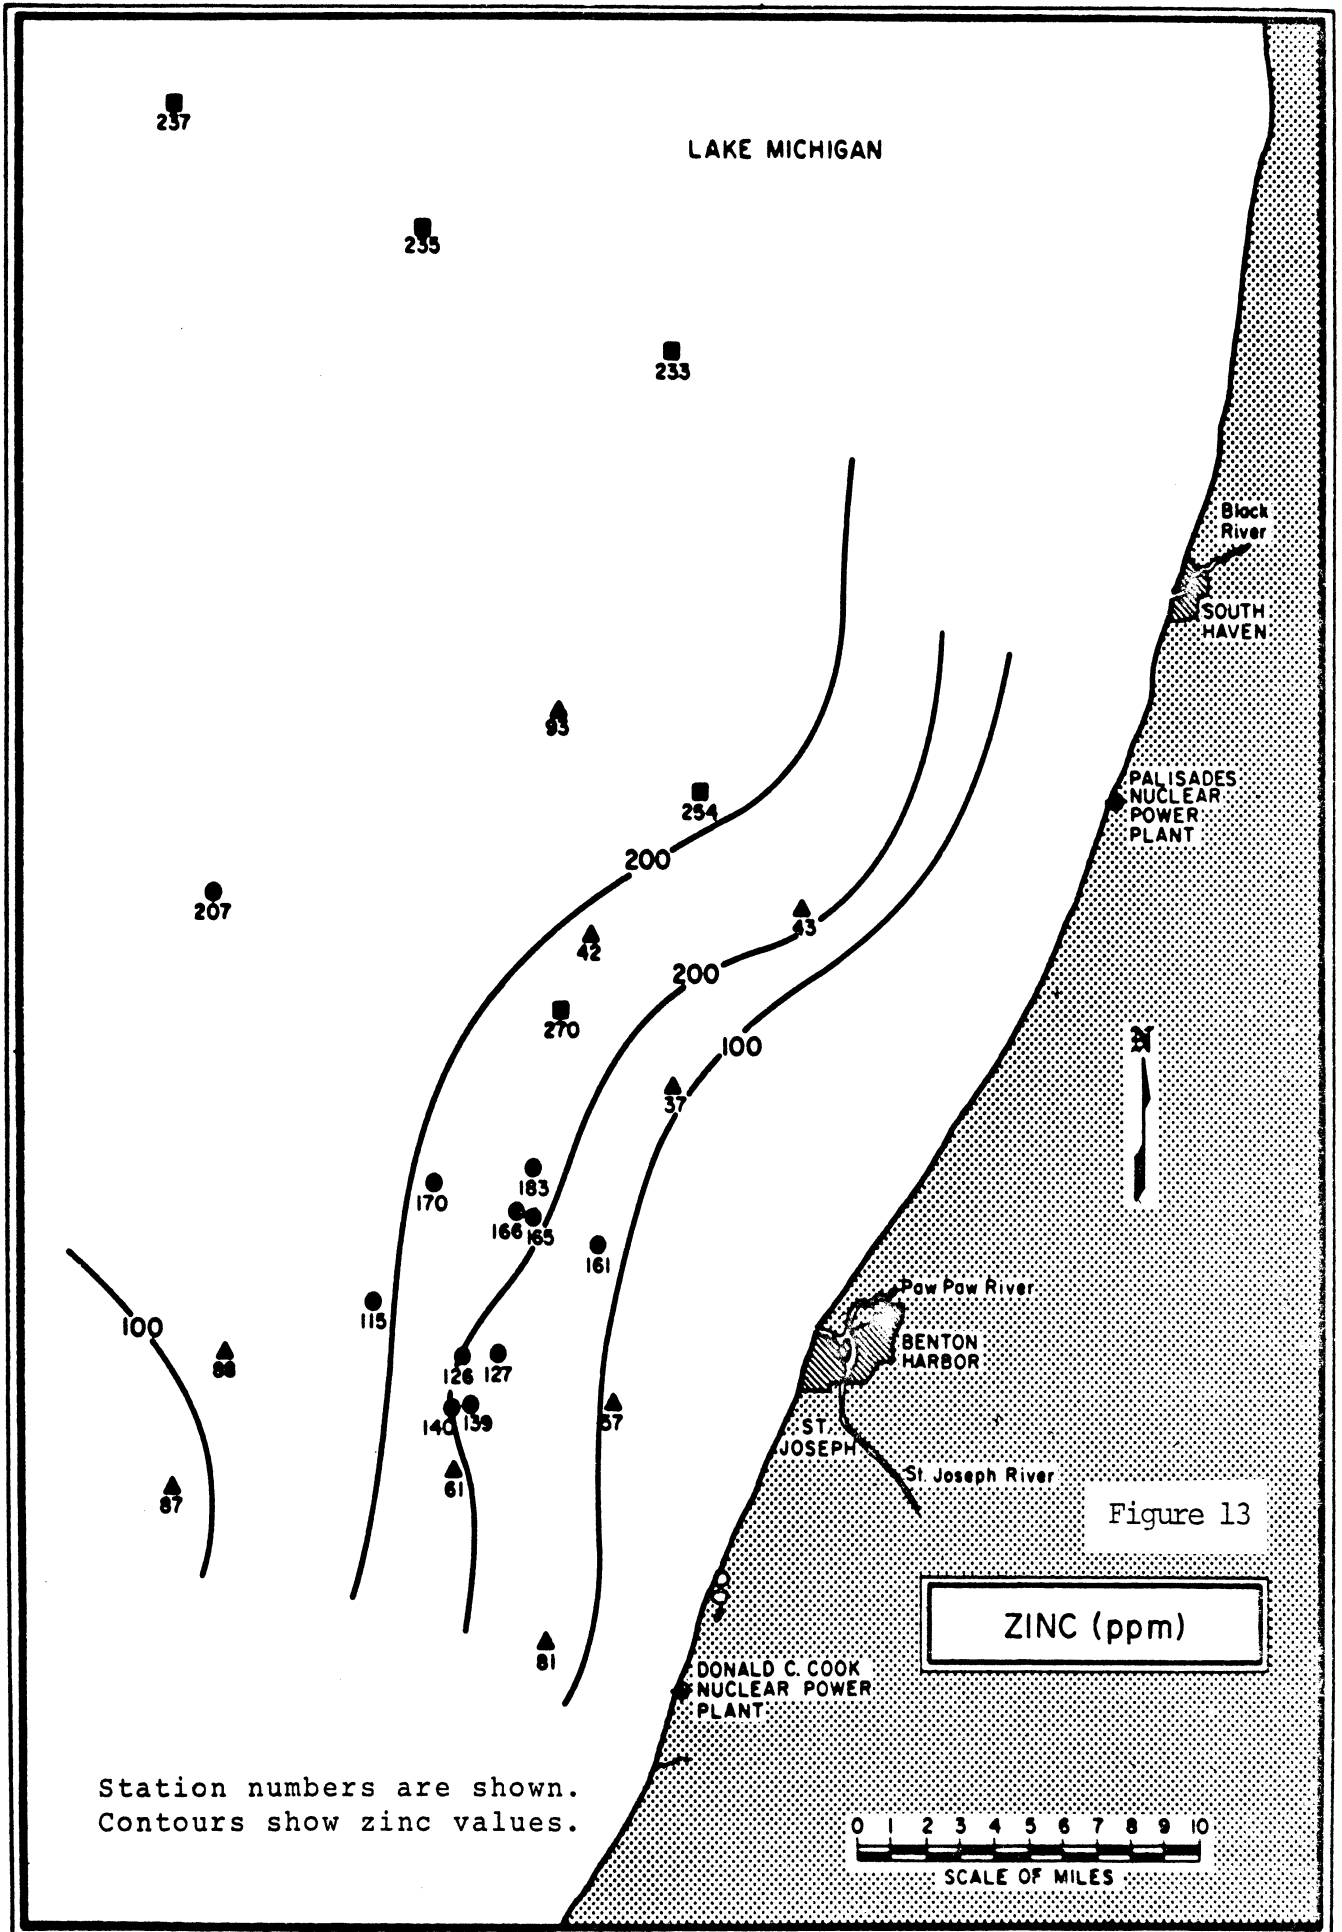 237
LAKE MICHIGAN
235
233
Black
River
SOUTH
HAVEN
93
PALISADES
NUCLEAR
POWER
PLANT
254
200
207
43
42
200
270
100
N
37
183
170
166
165
161
Paw Paw River
115
100
BENTON
HARBOR
88
126
127
57
140
139
ST.
JOSEPH
St. Joseph River
61
87
Figure 13
ZINC (ppm)
81
DONALD C. COOK
NUCLEAR POWER
PLANT
Station numbers are shown.
Contours show zinc values.
0 1 2 3 4 5 6 7 8 9 10
SCALE OF MILES